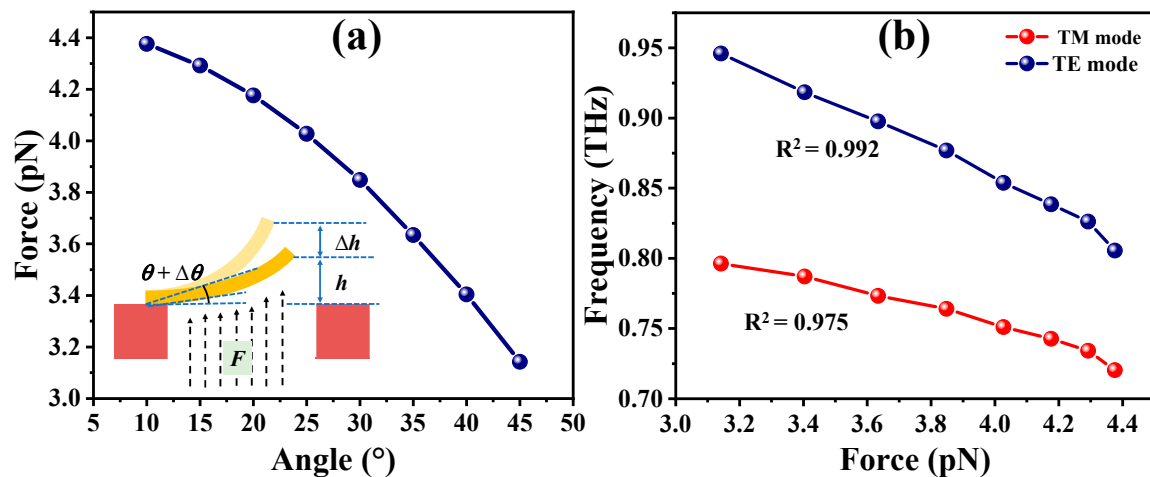 (a)
Force (pN)
4.4
4.2
4.0
3.8
3.6
3.4
3.2
3.0
θ + Δθ
Δh
h
F
5 10 15 20 25 30 35 40 45 50
Angle (°)
(b)
TM mode
TE mode
Frequency (THz)
0.95
0.90
0.85
0.80
0.75
0.70
R² = 0.992
R² = 0.975
3.0 3.2 3.4 3.6 3.8 4.0 4.2 4.4
Force (pN)